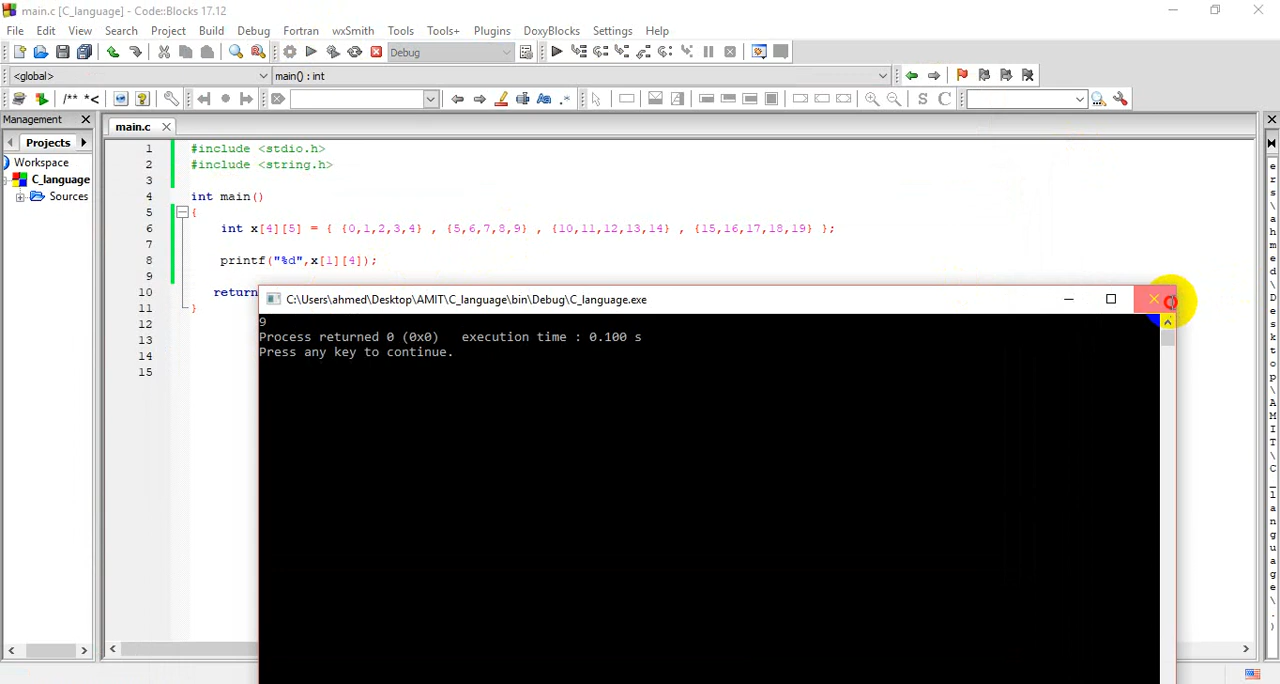 main.c [C_language] - Code::Blocks 17.12
File Edit View Search Project Build Debug Fortran wxSmith Tools Tools+ Plugins DoxyBlocks Settings Help
Debug
<global> main() : int
/** *< S C
Management main.c
Projects
Workspace
C_language
Sources
1 #include <stdio.h>
2 #include <string.h>
3
4 int main()
5 {
6 int x[4][5] = { {0,1,2,3,4} , {5,6,7,8,9} , {10,11,12,13,14} , {15,16,17,18,19} };
7
8 printf("%d",x[1][4]);
9
10 return
11 }
12
13
14
15
C:\Users\ahmed\Desktop\AMIT\C_language\bin\Debug\C_language.exe
9
Process returned 0 (0x0) execution time : 0.100 s
Press any key to continue.
e
r
s
\
a
h
m
e
d
\
D
e
s
k
t
o
p
\
A
M
I
T
\
C
_
l
a
n
g
u
a
g
e
\
.
)